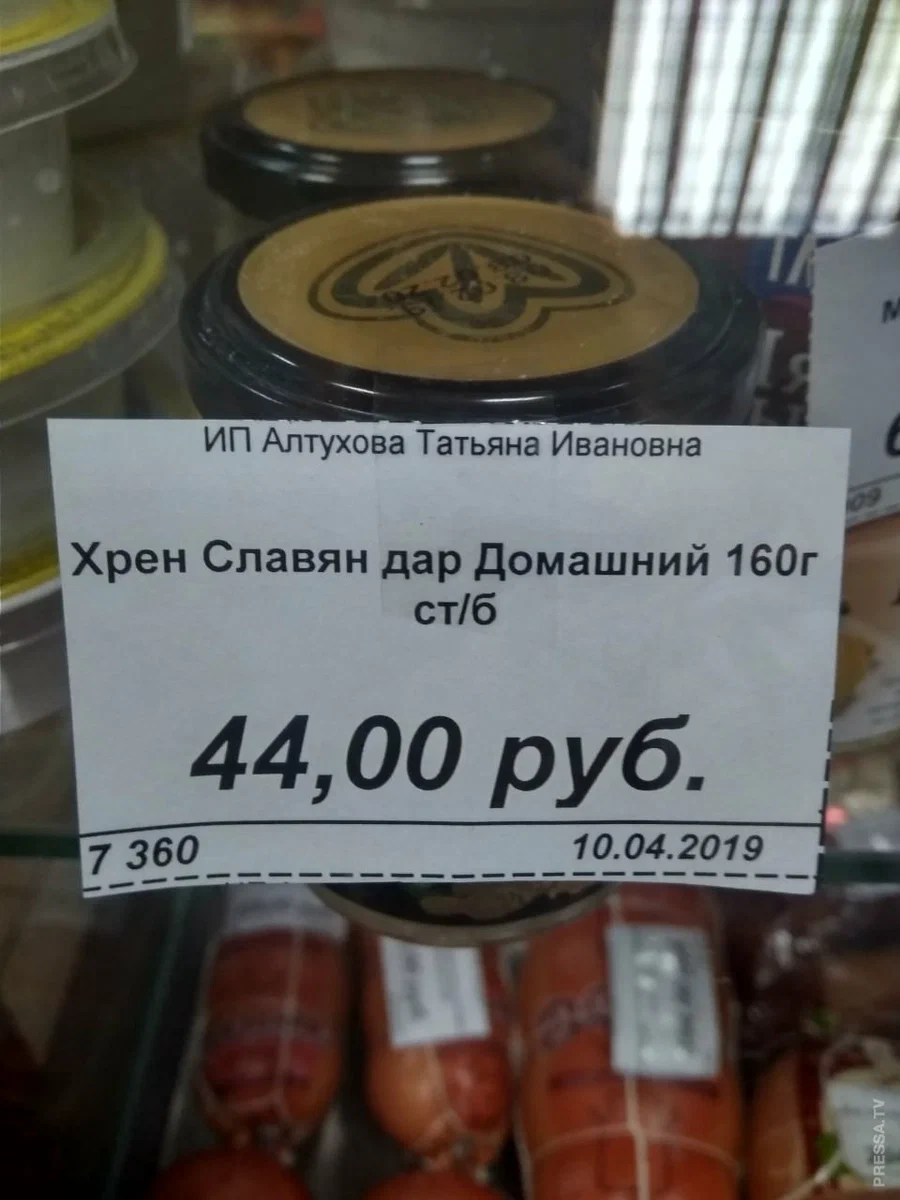 ИП Алтухова Татьяна Ивановна
Хрен Славян дар Домашний 160г
ст/б
44,00 руб.
7 360
10.04.2019
PRESSA.TV